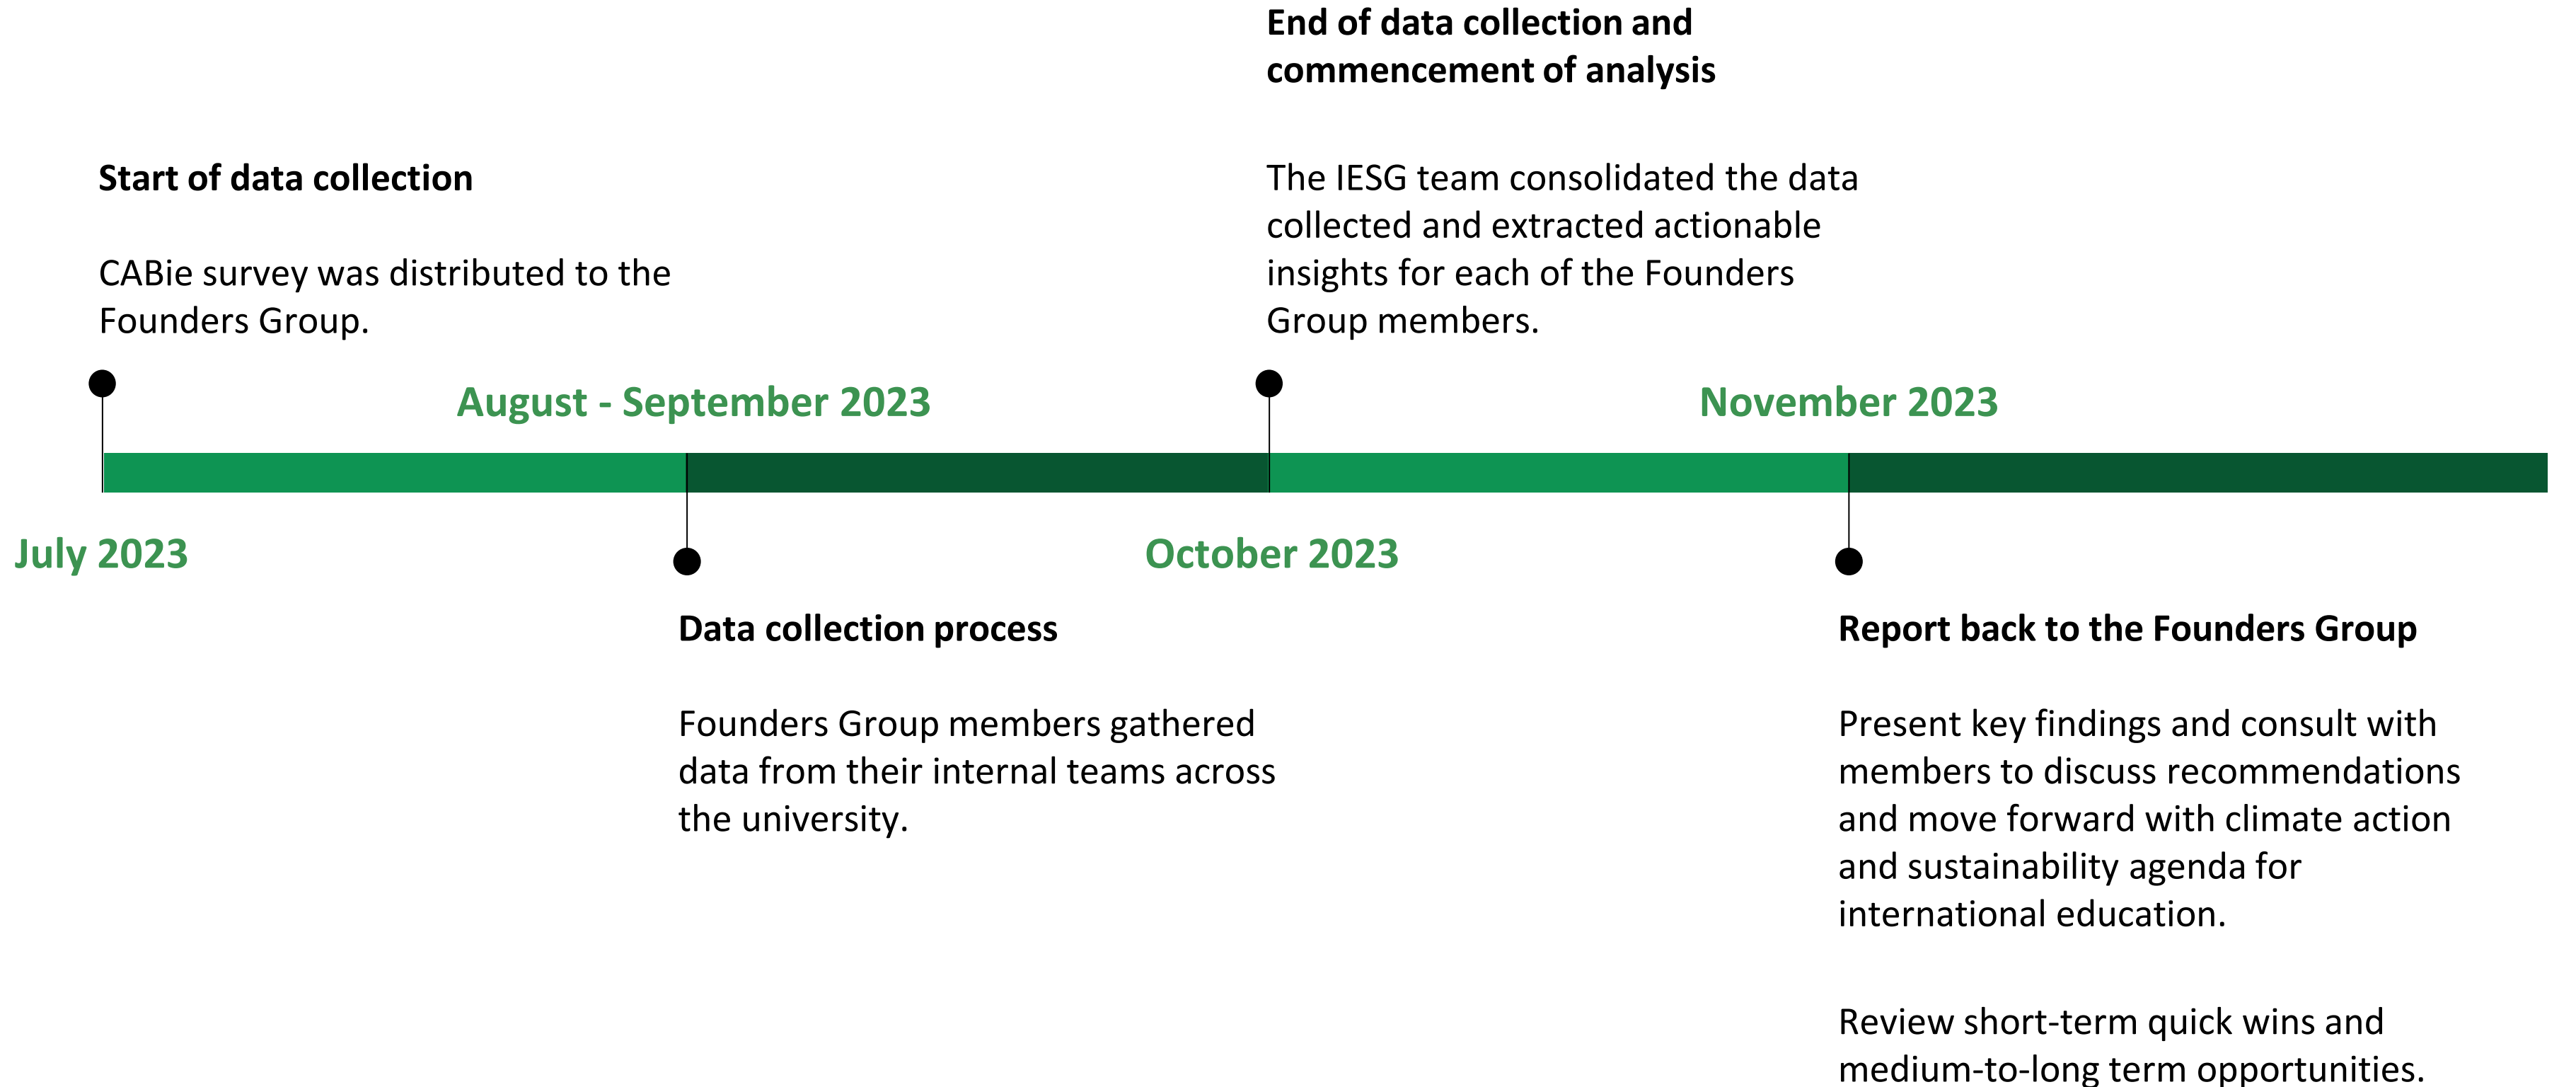 Start of data collection
CABie survey was distributed to the
Founders Group.
July 2023
August - September 2023
Data collection process
Founders Group members gathered
data from their internal teams across
the university.
End of data collection and
commencement of analysis
The IESG team consolidated the data
collected and extracted actionable
insights for each of the Founders
Group members.
October 2023
November 2023
Report back to the Founders Group
Present key findings and consult with
members to discuss recommendations
and move forward with climate action
and sustainability agenda for
international education.
Review short-term quick wins and
medium-to-long term opportunities.